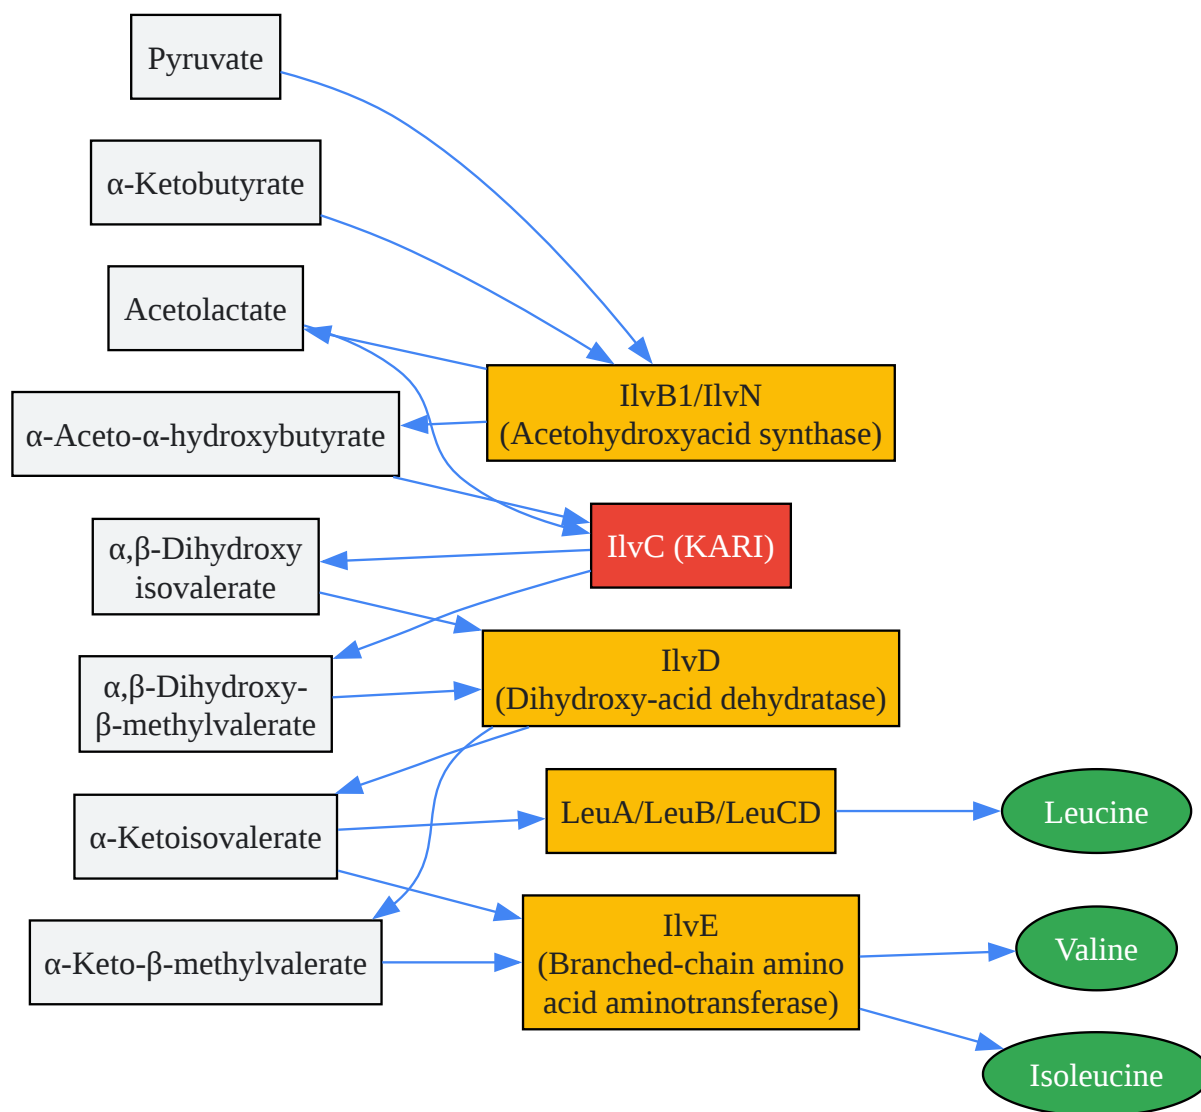 Pyruvate
α-Ketobutyrate
Acetolactate
IlvB1/IlvN
(Acetohydroxyacid synthase)
α-Aceto-α-hydroxybutyrate
IlvC (KARI)
α,β-Dihydroxy
isovalerate
IlvD
(Dihydroxy-acid dehydratase)
α,β-Dihydroxy-
β-methylvalerate
LeuA/LeuB/LeuCD
Leucine
α-Ketoisovalerate
IlvE
(Branched-chain amino
acid aminotransferase)
Valine
α-Keto-β-methylvalerate
Isoleucine